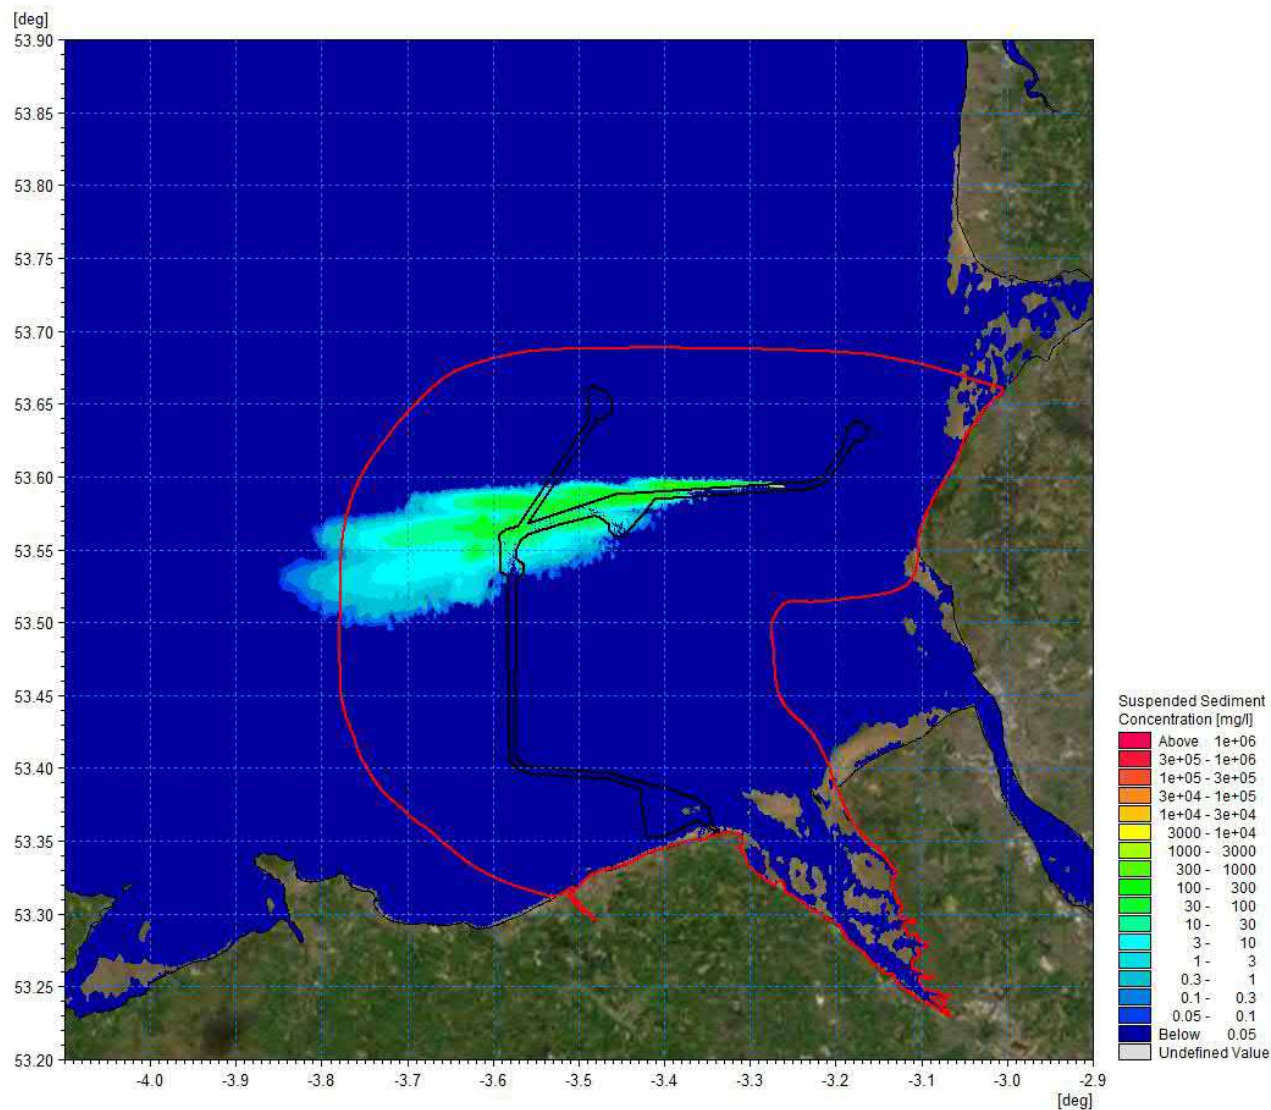 [deg]
53.90
53.85
53.80
53.75
53.70
53.65
53.60
53.55
53.50
53.45
53.40
53.35
53.30
53.25
53.20
-4.0 -3.9 -3.8 -3.7 -3.6 -3.5 -3.4 -3.3 -3.2 -3.1 -3.0 -2.9
[deg]
Suspended Sediment
Concentration [mg/l]
Above 1e+06
3e+05 - 1e+06
1e+05 - 3e+05
3e+04 - 1e+05
1e+04 - 3e+04
3000 - 1e+04
1000 - 3000
300 - 1000
100 - 300
30 - 100
10 - 30
3 - 10
1 - 3
0.3 - 1
0.1 - 0.3
0.05 - 0.1
Below 0.05
Undefined Value